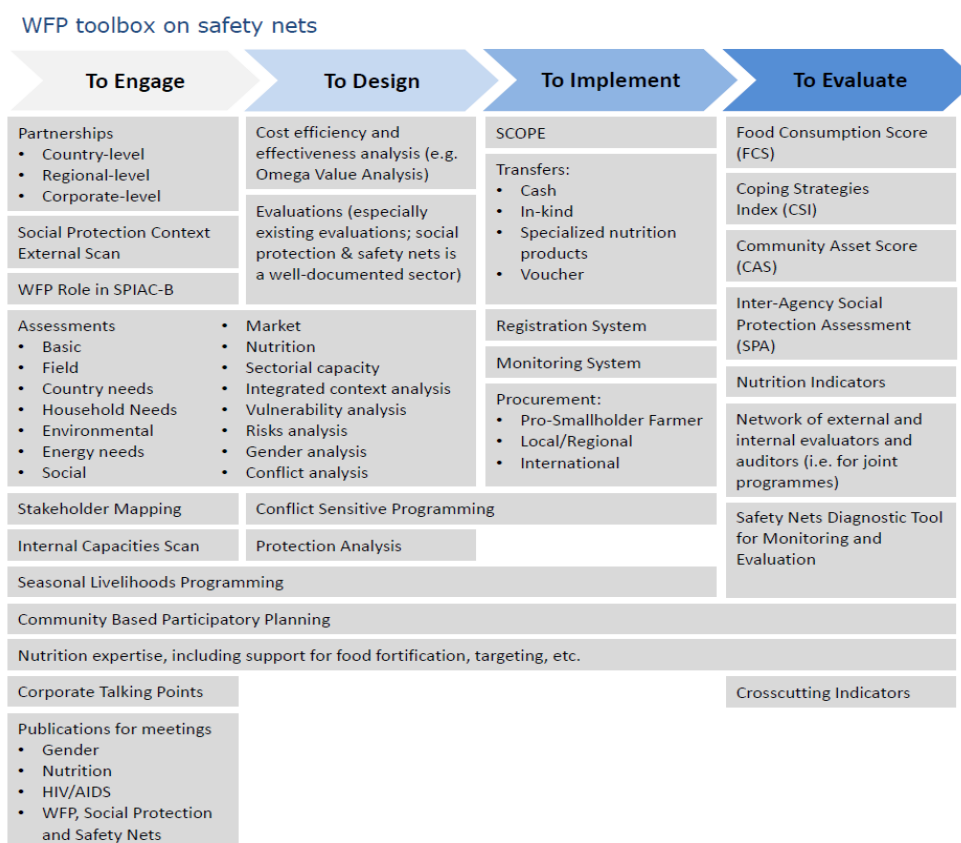 WFP toolbox on safety nets
To Engage
To Design
To Implement
To Evaluate
Partnerships
• Country-level
• Regional-level
• Corporate-level
Social Protection Context
External Scan
WFP Role in SPIAC-B
Cost efficiency and
effectiveness analysis (e.g.
Omega Value Analysis)
Evaluations (especially
existing evaluations; social
protection & safety nets is
a well-documented sector)
Assessments
• Basic
• Field
• Country needs
• Household Needs
• Environmental
• Energy needs
• Social
• Market
• Nutrition
• Sectorial capacity
• Integrated context analysis
• Vulnerability analysis
• Risks analysis
• Gender analysis
• Conflict analysis
SCOPE
Transfers:
• Cash
• In-kind
• Specialized nutrition
products
• Voucher
Registration System
Monitoring System
Procurement:
• Pro-Smallholder Farmer
• Local/Regional
• International
Food Consumption Score
(FCS)
Coping Strategies
Index (CSI)
Community Asset Score
(CAS)
Inter-Agency Social
Protection Assessment
(SPA)
Nutrition Indicators
Network of external and
internal evaluators and
auditors (i.e. for joint
programmes)
Safety Nets Diagnostic Tool
for Monitoring and
Evaluation
Stakeholder Mapping
Conflict Sensitive Programming
Internal Capacities Scan
Protection Analysis
Seasonal Livelihoods Programming
Community Based Participatory Planning
Nutrition expertise, including support for food fortification, targeting, etc.
Corporate Talking Points
Crosscutting Indicators
Publications for meetings
• Gender
• Nutrition
• HIV/AIDS
• WFP, Social Protection
and Safety Nets